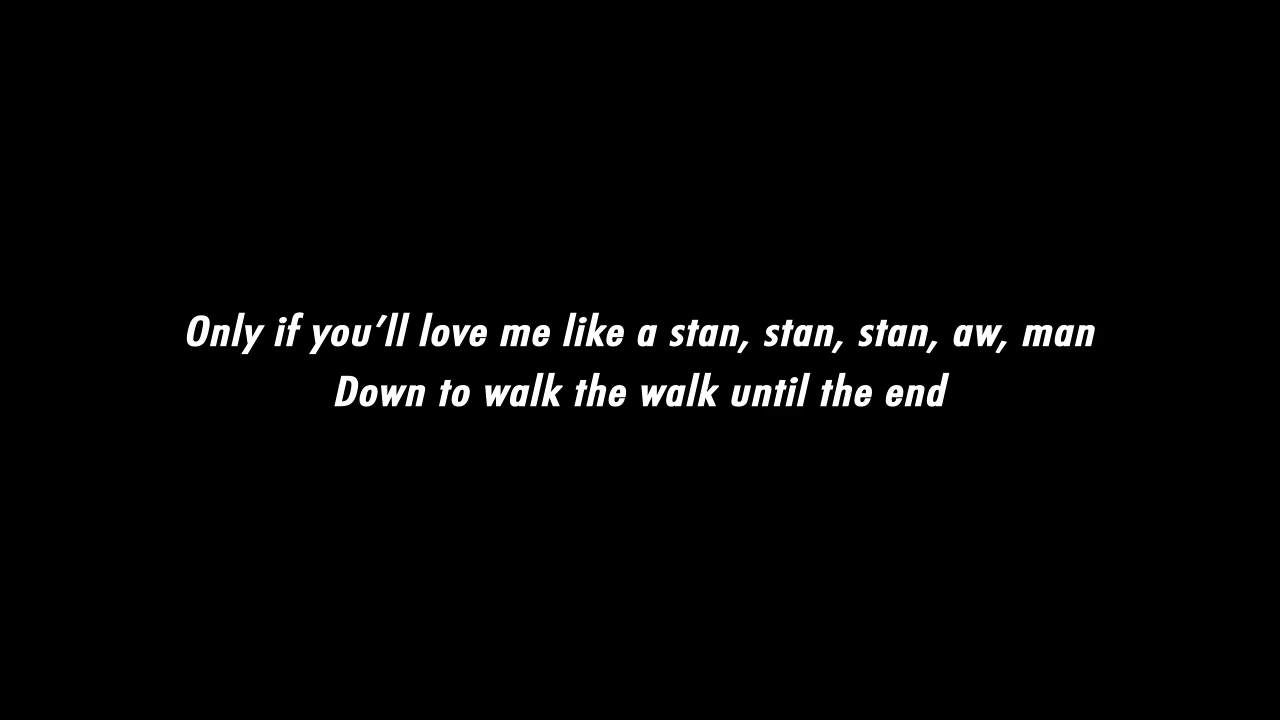 Only if you’ll love me like a stan, stan, stan, aw, man
Down to walk the walk until the end